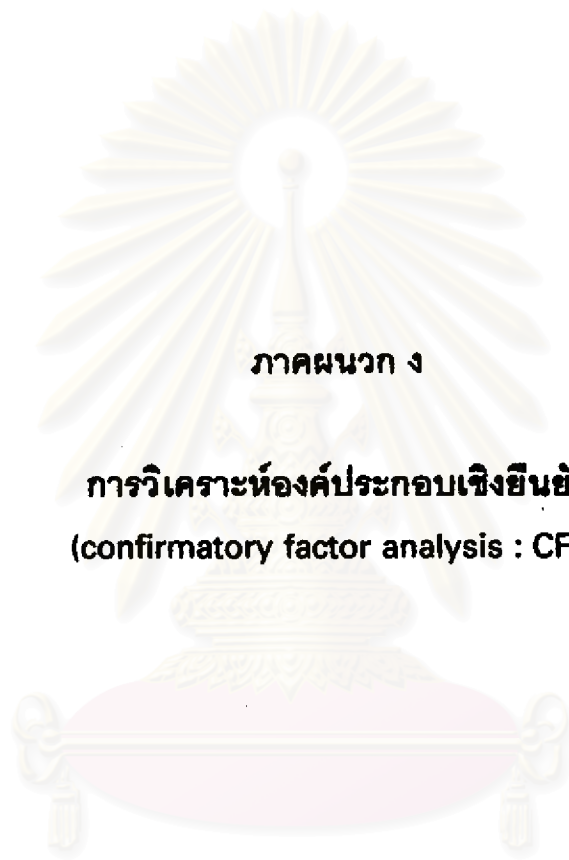 ภาคผนวก ง
การวิเคราะห์องค์ประกอบเชิงยืนยั
(confirmatory factor analysis : CF